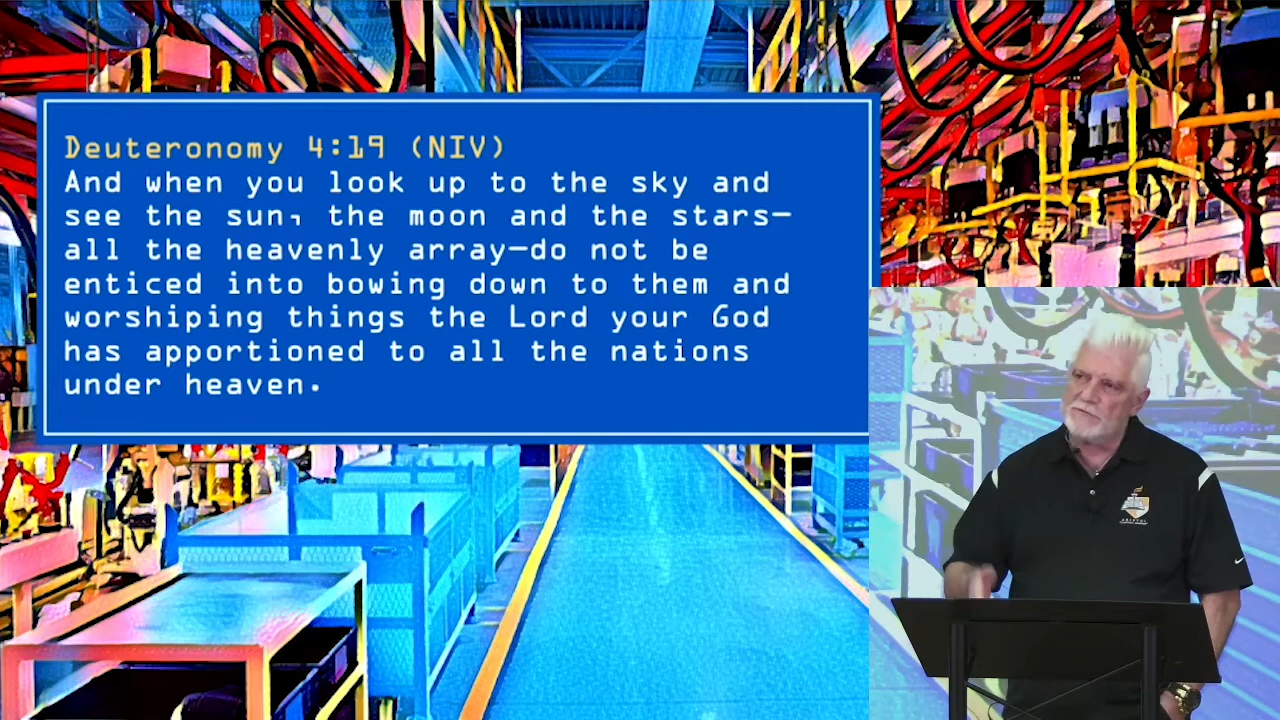 Deuteronomy 4:19 (NIV)
And when you look up to the sky and
see the sun, the moon and the stars—
all the heavenly array—do not be
enticed into bowing down to them and
worshiping things the Lord your God
has apportioned to all the nations
under heaven.